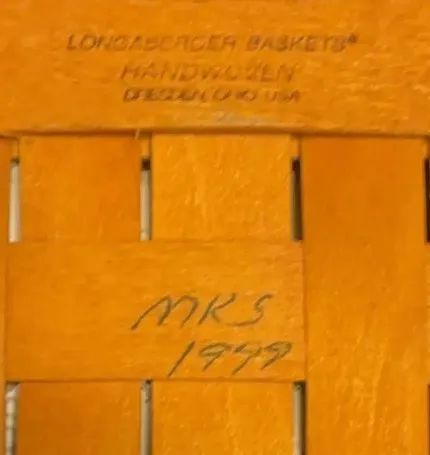 LONGABERGER BASKETS®
HANDWOVEN
DRESDEN, OHIO USA
MKS
1999